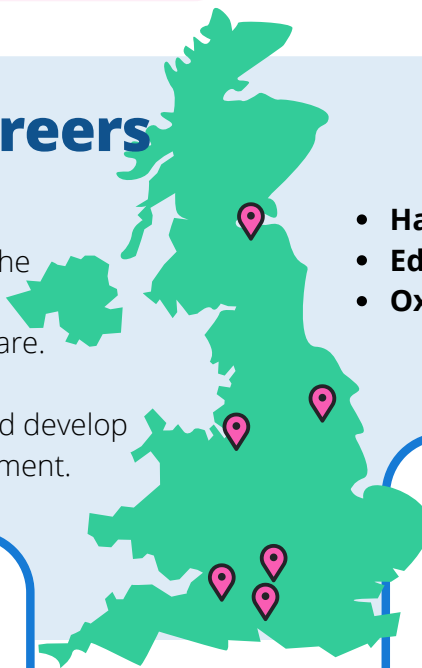 reers
he
are.
d develop
ment.
• Ha
• Ed
• Ox